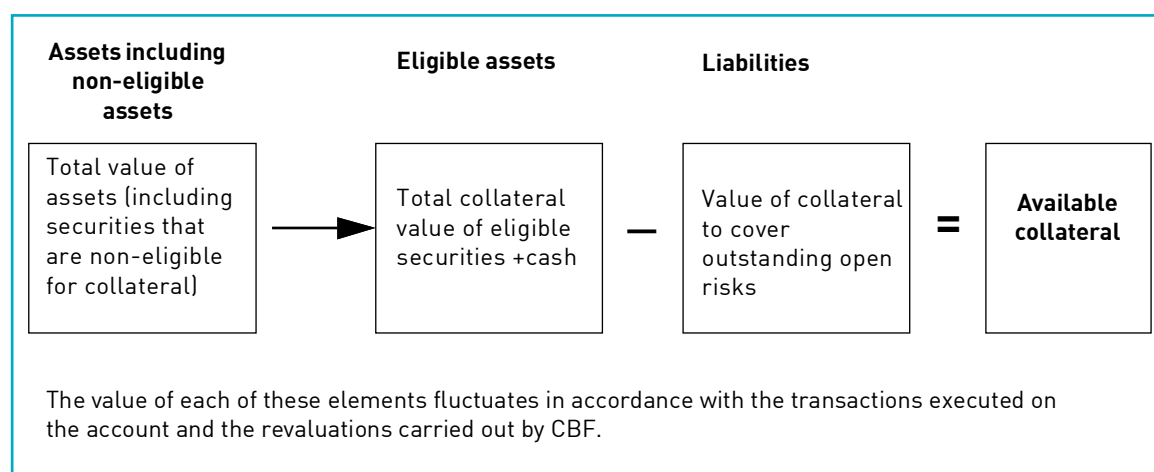 Assets including
non-eligible
assets
Eligible assets
Liabilities
Total value of
assets (including
securities that
are non-eligible
for collateral)
Total collateral
value of eligible
securities +cash
–
Value of collateral
to cover
outstanding open
risks
=
Available
collateral
The value of each of these elements fluctuates in accordance with the transactions executed on
the account and the revaluations carried out by CBF.